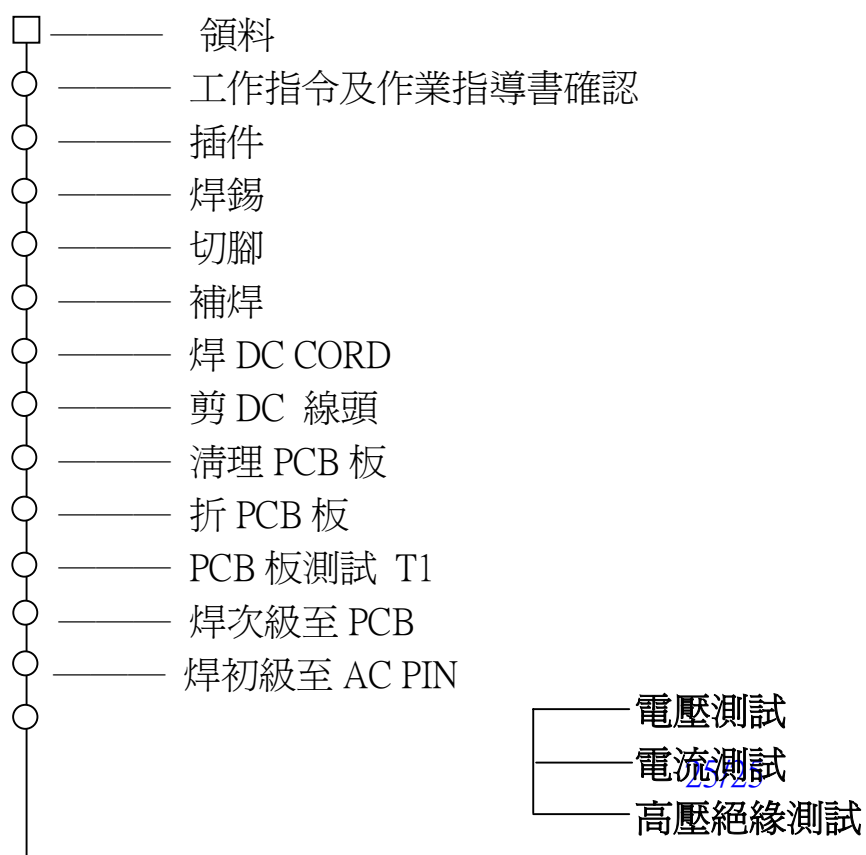 領料
工作指令及作業指導書確認
插件
焊錫
切腳
補焊
焊 DC CORD
剪 DC 線頭
清理 PCB 板
折 PCB 板
PCB 板測試 T1
焊次級至 PCB
焊初級至 AC PIN
電壓測試
電流測試
25/25
高壓絕緣測試